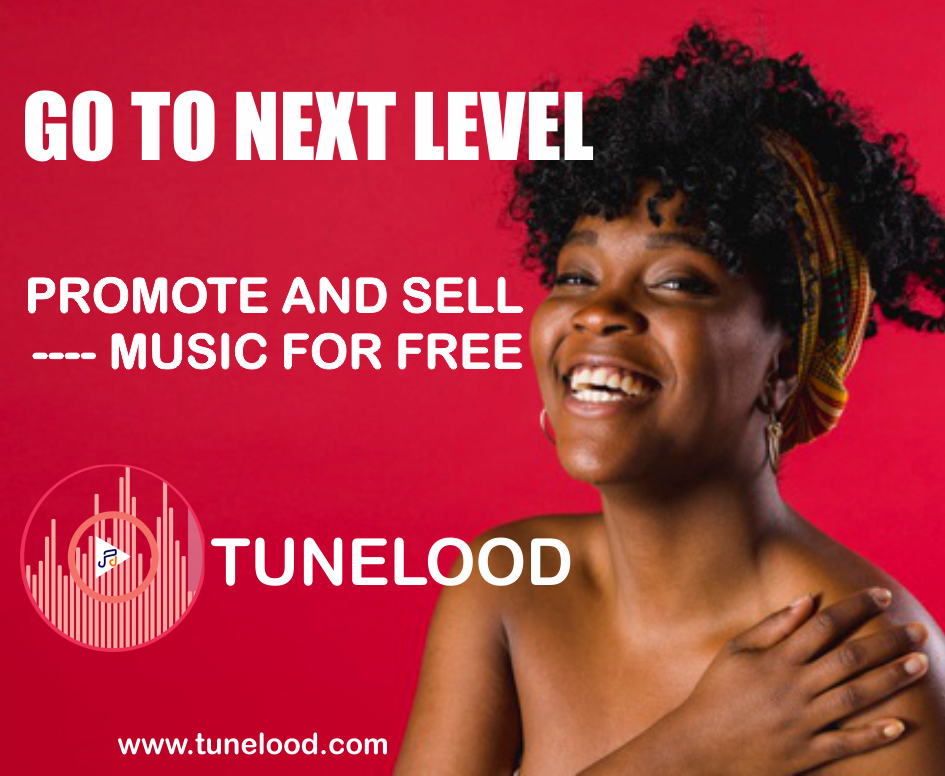 GO TO NEXT LEVEL
PROMOTE AND SELL
---- MUSIC FOR FREE
TUNELOOD
www.tunelood.com